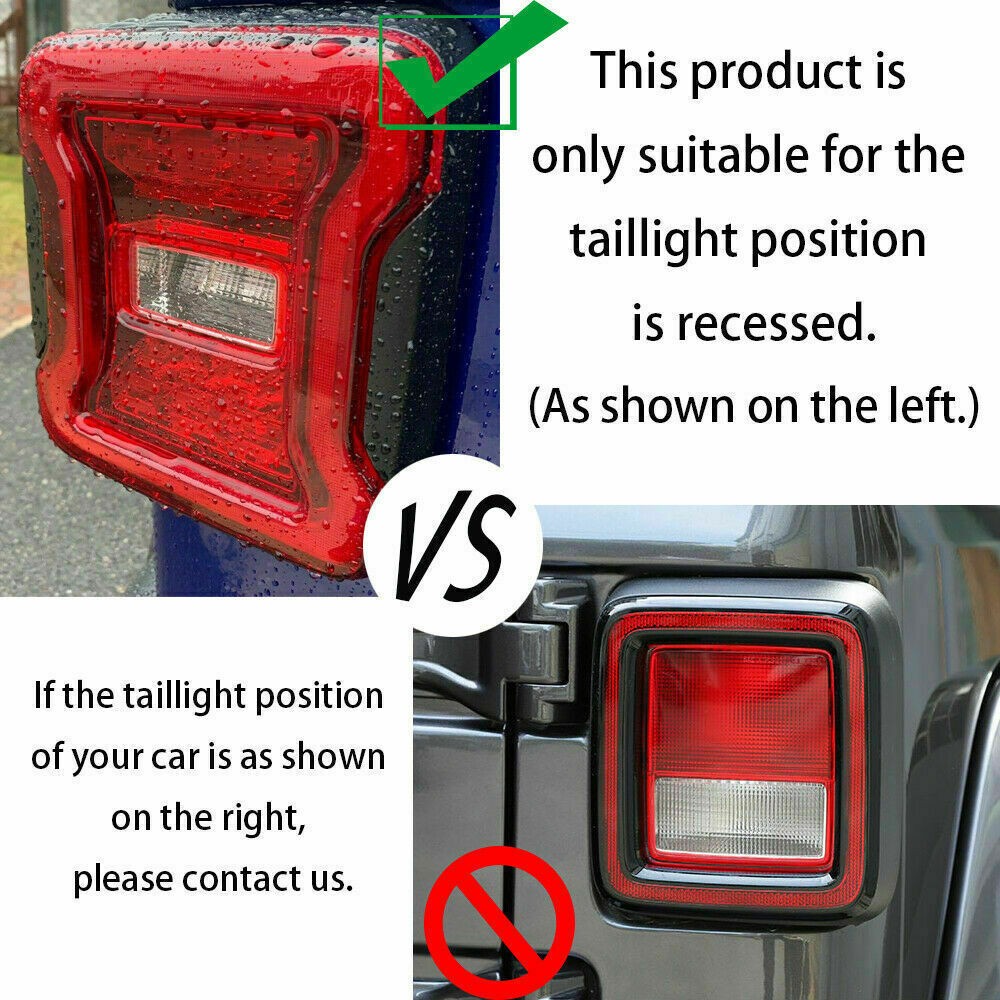 This product is
only suitable for the
taillight position
is recessed.
(As shown on the left.)
VS
If the taillight position
of your car is as shown
on the right,
please contact us.